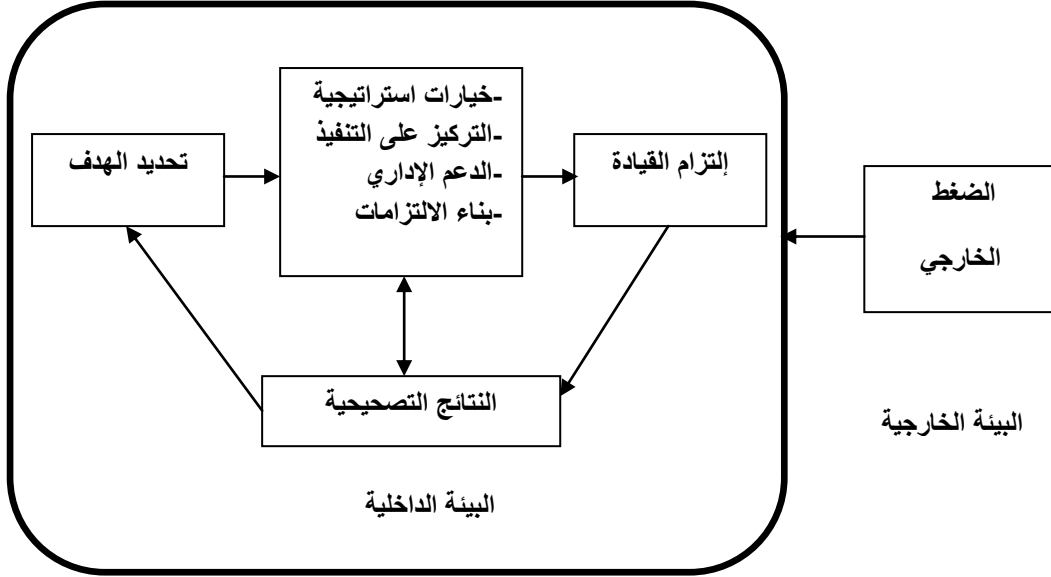 -خيارات استراتيجية
-التركيز على التنفيذ
-الدعم الإداري
-بناء الالتزامات
إلتزام القيادة
تحديد الهدف
الضغط
الخارجي
النتائج التصحيحية
البيئة الخارجية
البيئة الداخلية